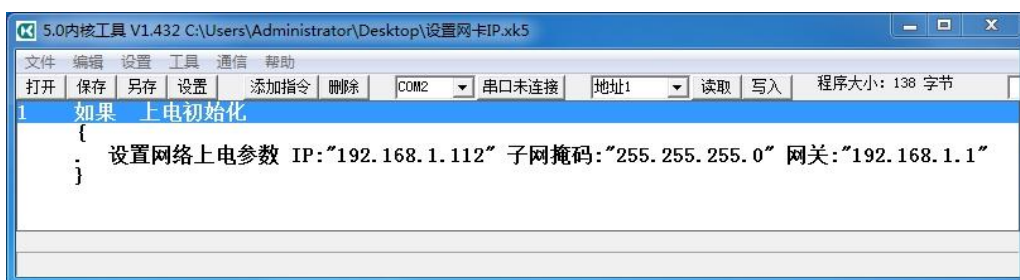 5.0内核工具 V1.432 C:\Users\Administrator\Desktop\设置网卡IP.xk5
文件 编辑 设置 工具 通信 帮助
打开 保存 另存 设置 添加指令 删除 COM2 串口未连接 地址1 读取 写入 程序大小: 138 字节
1 如果 上电初始化
{
. 设置网络上电参数 IP:"192.168.1.112" 子网掩码:"255.255.255.0" 网关:"192.168.1.1"
}